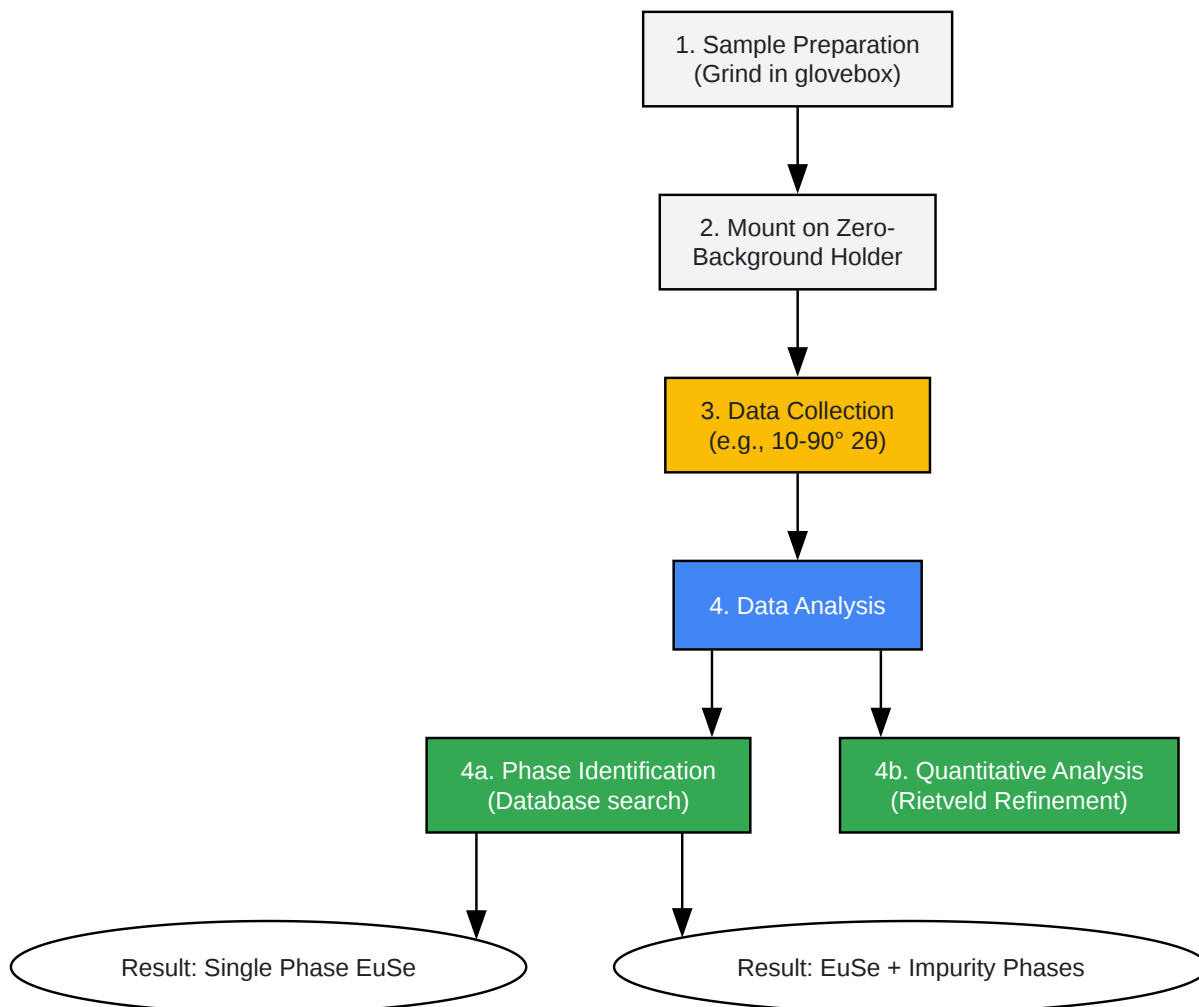 1. Sample Preparation
(Grind in glovebox)
2. Mount on Zero-
Background Holder
3. Data Collection
(e.g., 10-90° 2θ)
4. Data Analysis
4a. Phase Identification
(Database search)
4b. Quantitative Analysis
(Rietveld Refinement)
Result: Single Phase EuSe
Result: EuSe + Impurity Phases